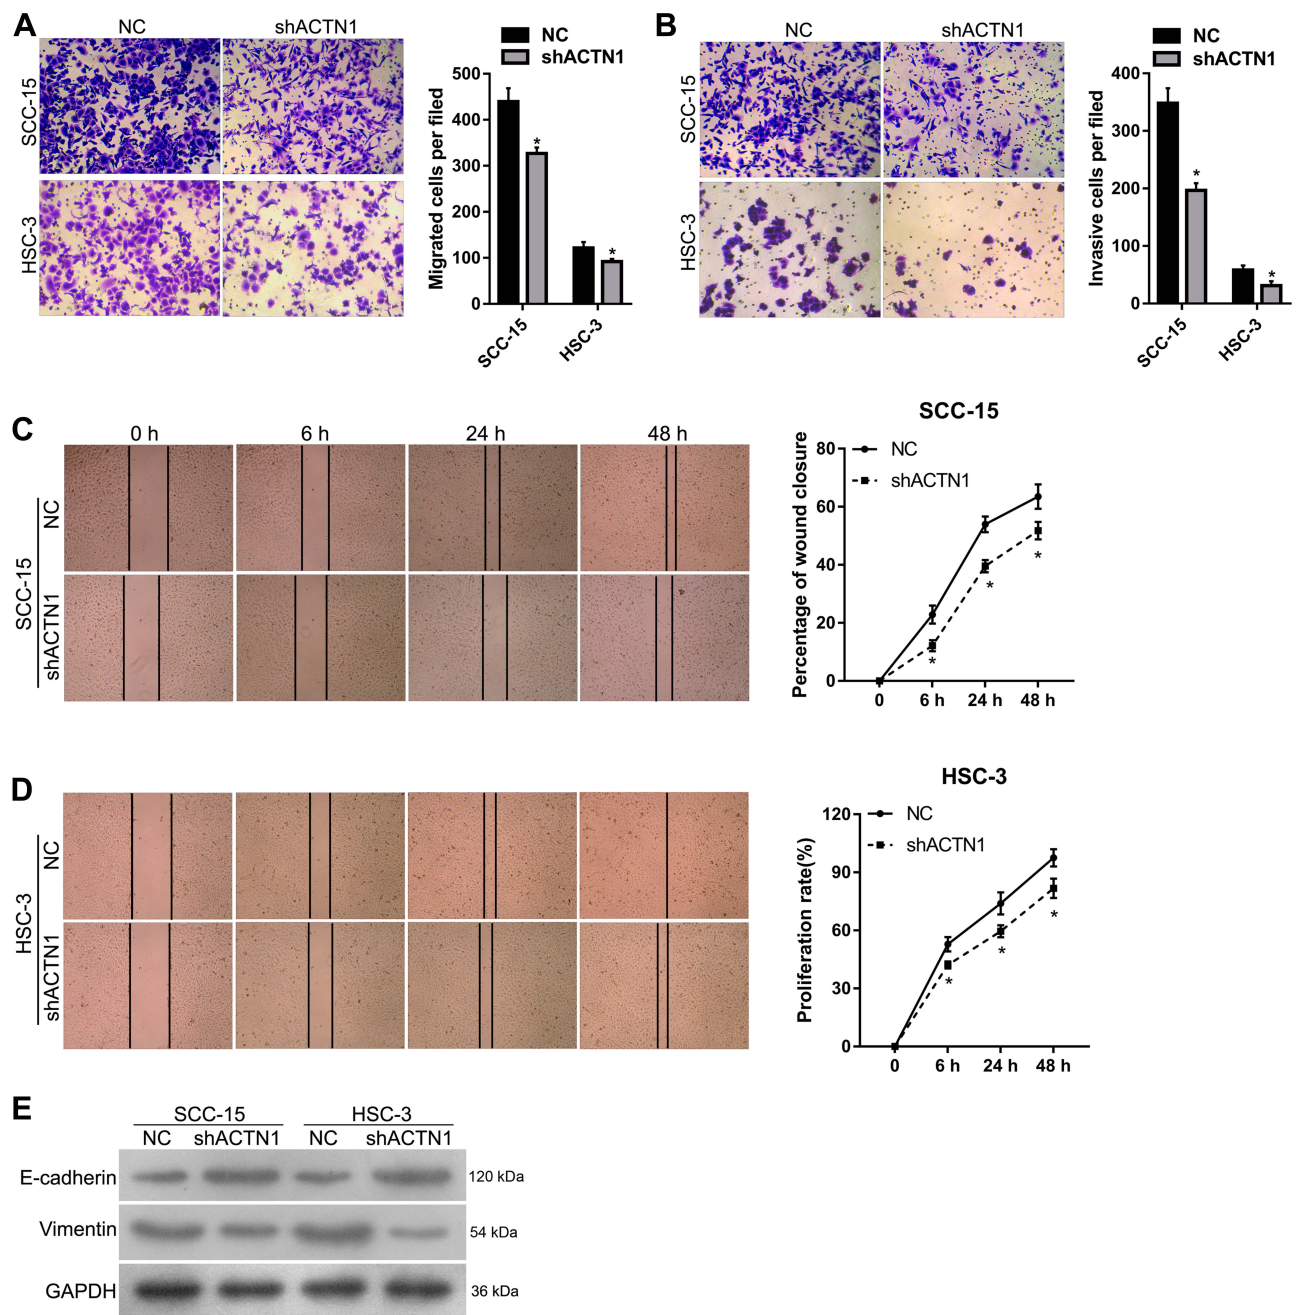 A
NC
shACTN1
SCC-15
HSC-3
NC
shACTN1
Migrated cells per filed
500
400
300
200
100
0
SCC-15
HSC-3
B
NC
shACTN1
SCC-15
HSC-3
NC
shACTN1
Invasive cells per filed
400
300
200
100
0
SCC-15
HSC-3
*
*
*
*
C
0 h
6 h
24 h
48 h
SCC-15
NC
shACTN1
SCC-15
NC
shACTN1
Percentage of wound closure
80
60
40
20
0
0
6 h
24 h
48 h
*
*
*
D
HSC-3
NC
shACTN1
HSC-3
NC
shACTN1
Proliferation rate(%)
120
90
60
30
0
0
6 h
24 h
48 h
*
*
*
E
SCC-15
HSC-3
NC
shACTN1
NC
shACTN1
E-cadherin
120 kDa
Vimentin
54 kDa
GAPDH
36 kDa